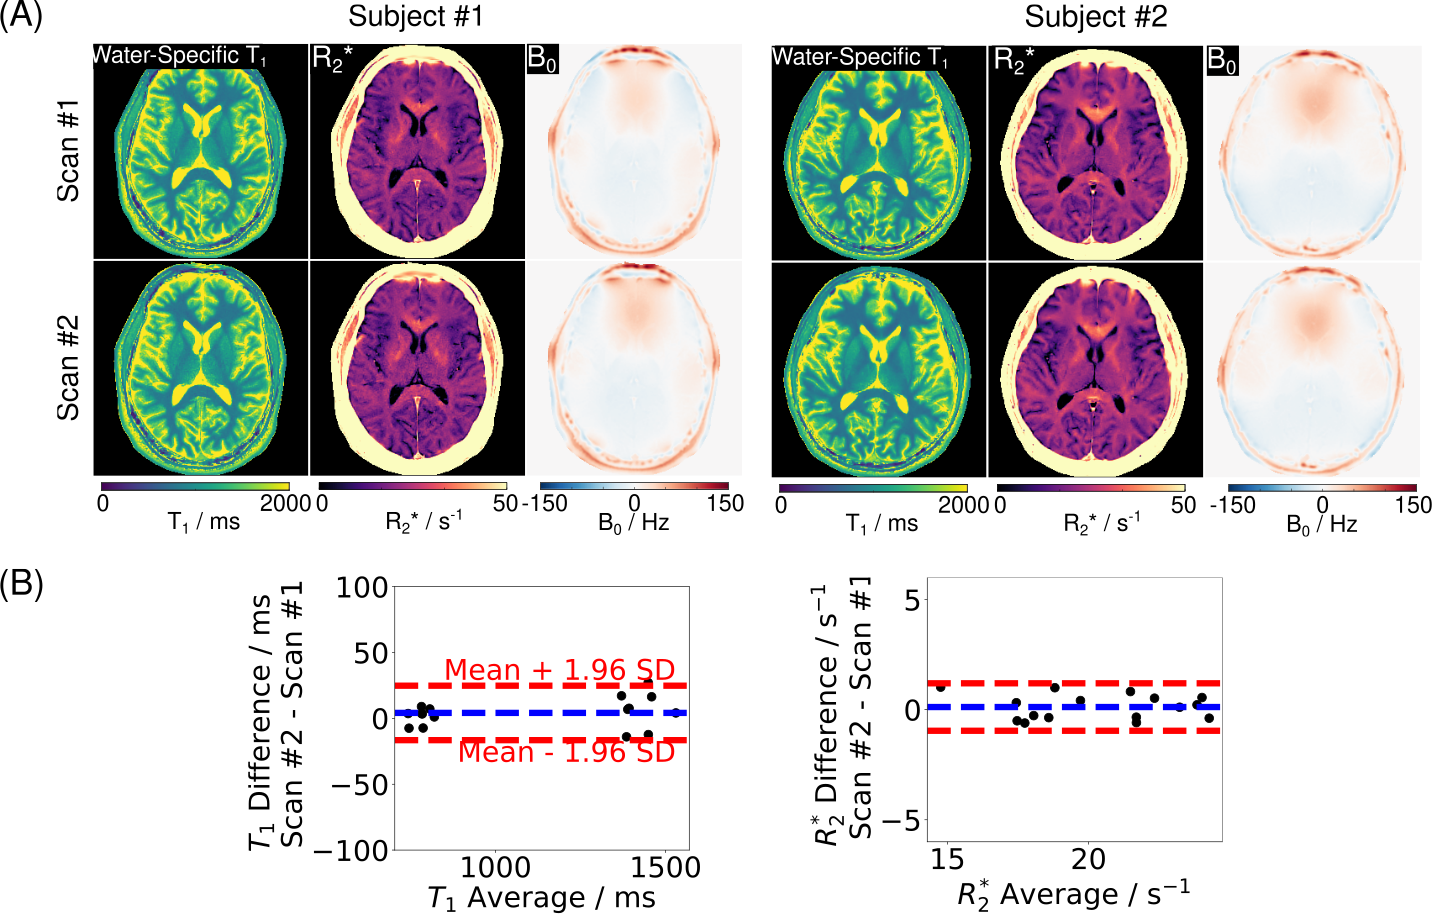 (A)
Subject #1
Subject #2
Water-Specific T1
R2*
B0
Water-Specific T1
R2*
B0
Scan #1
Scan #2
0
2000
T1 / ms
0
50
R2* / s-1
-150
0
150
B0 / Hz
0
2000
T1 / ms
0
50
R2* / s-1
-150
0
150
B0 / Hz
(B)
T1 Difference / ms
Scan #2 - Scan #1
100
50
0
−50
−100
Mean + 1.96 SD
Mean - 1.96 SD
1000
1500
T1 Average / ms
R2* Difference / s−1
Scan #2 - Scan #1
5
0
−5
15
20
R2* Average / s−1